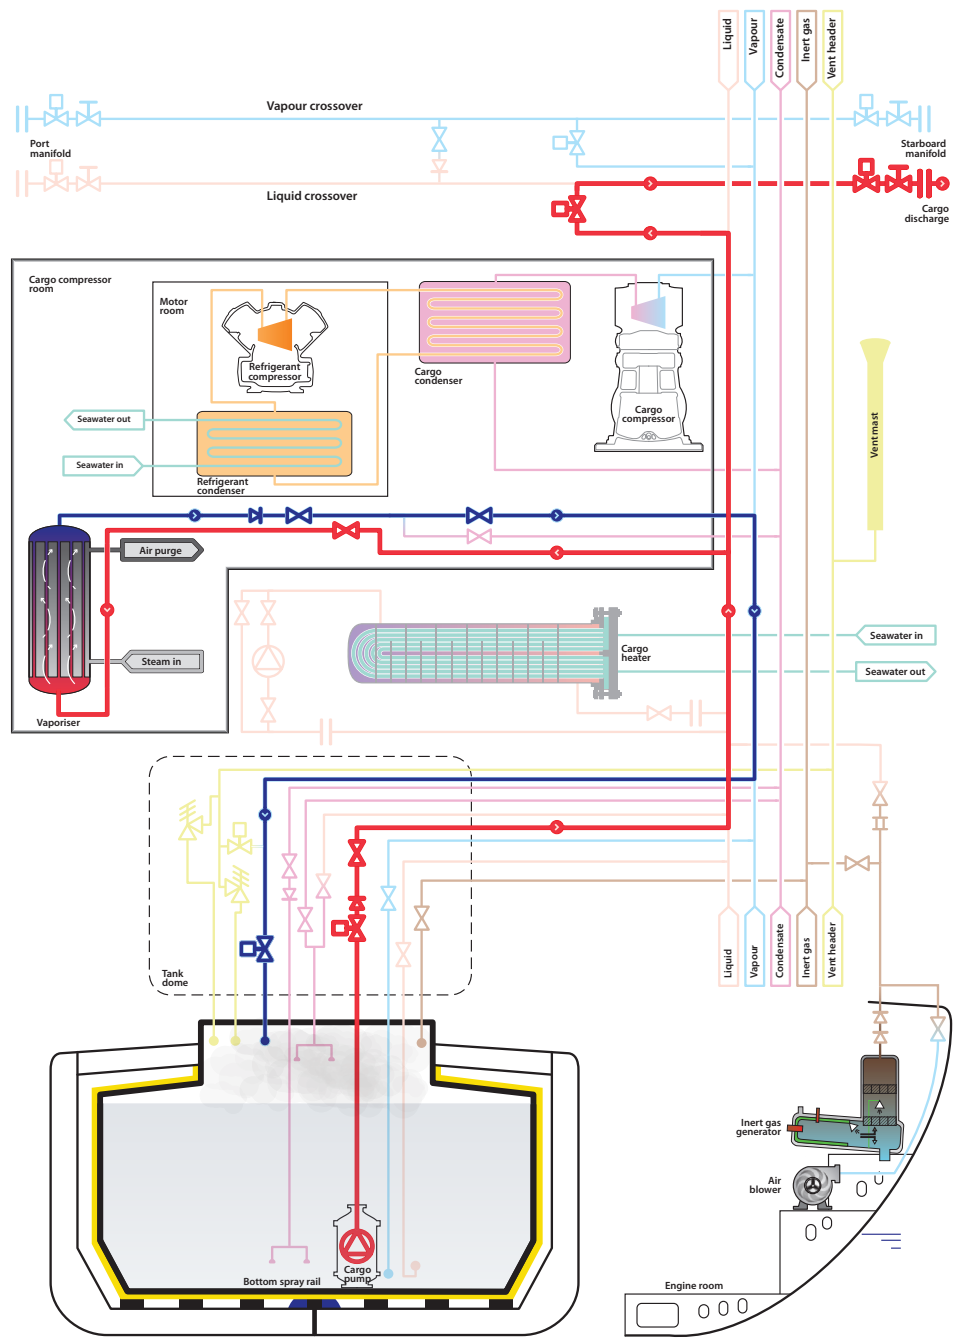 Liquid
Vapour
Condensate
Inert gas
Vent header
Vapour crossover
Port
manifold
Starboard
manifold
Liquid crossover
Cargo
discharge
Cargo compressor
room
Motor
room
Refrigerant
compressor
Cargo
condenser
Cargo
compressor
Seawater out
Seawater in
Refrigerant
condenser
Vent mast
Air purge
Steam in
Vaporiser
Cargo
heater
Seawater in
Seawater out
Tank
dome
Liquid
Vapour
Condensate
Inert gas
Vent header
Inert gas
generator
Air
blower
Cargo
pump
Bottom spray rail
Engine room